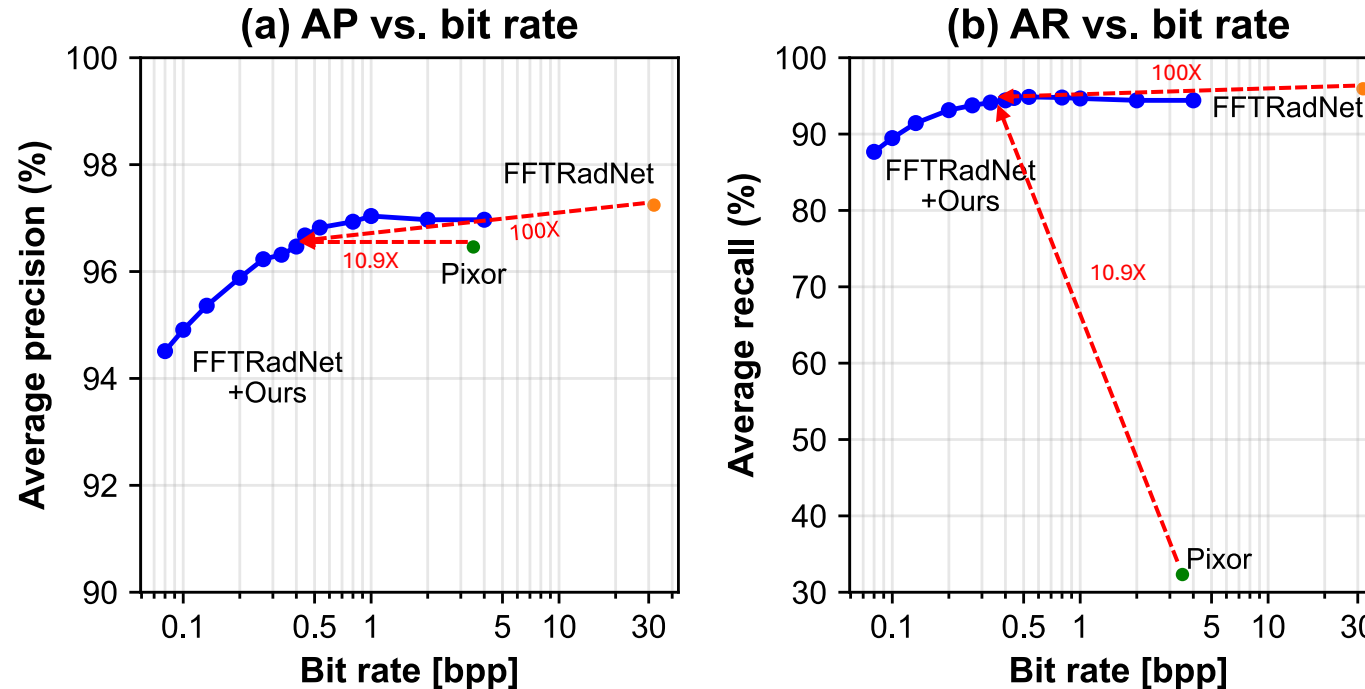 (a) AP vs. bit rate
Average precision (%)
100
98
96
94
92
90
FFTRadNet
100X
10.9X
Pixor
FFTRadNet
+Ours
0.1
0.5
1
5
10
30
Bit rate [bpp]
(b) AR vs. bit rate
Average recall (%)
100
90
80
70
60
50
40
30
100X
FFTRadNet
FFTRadNet
+Ours
10.9X
Pixor
0.1
0.5
1
5
10
30
Bit rate [bpp]